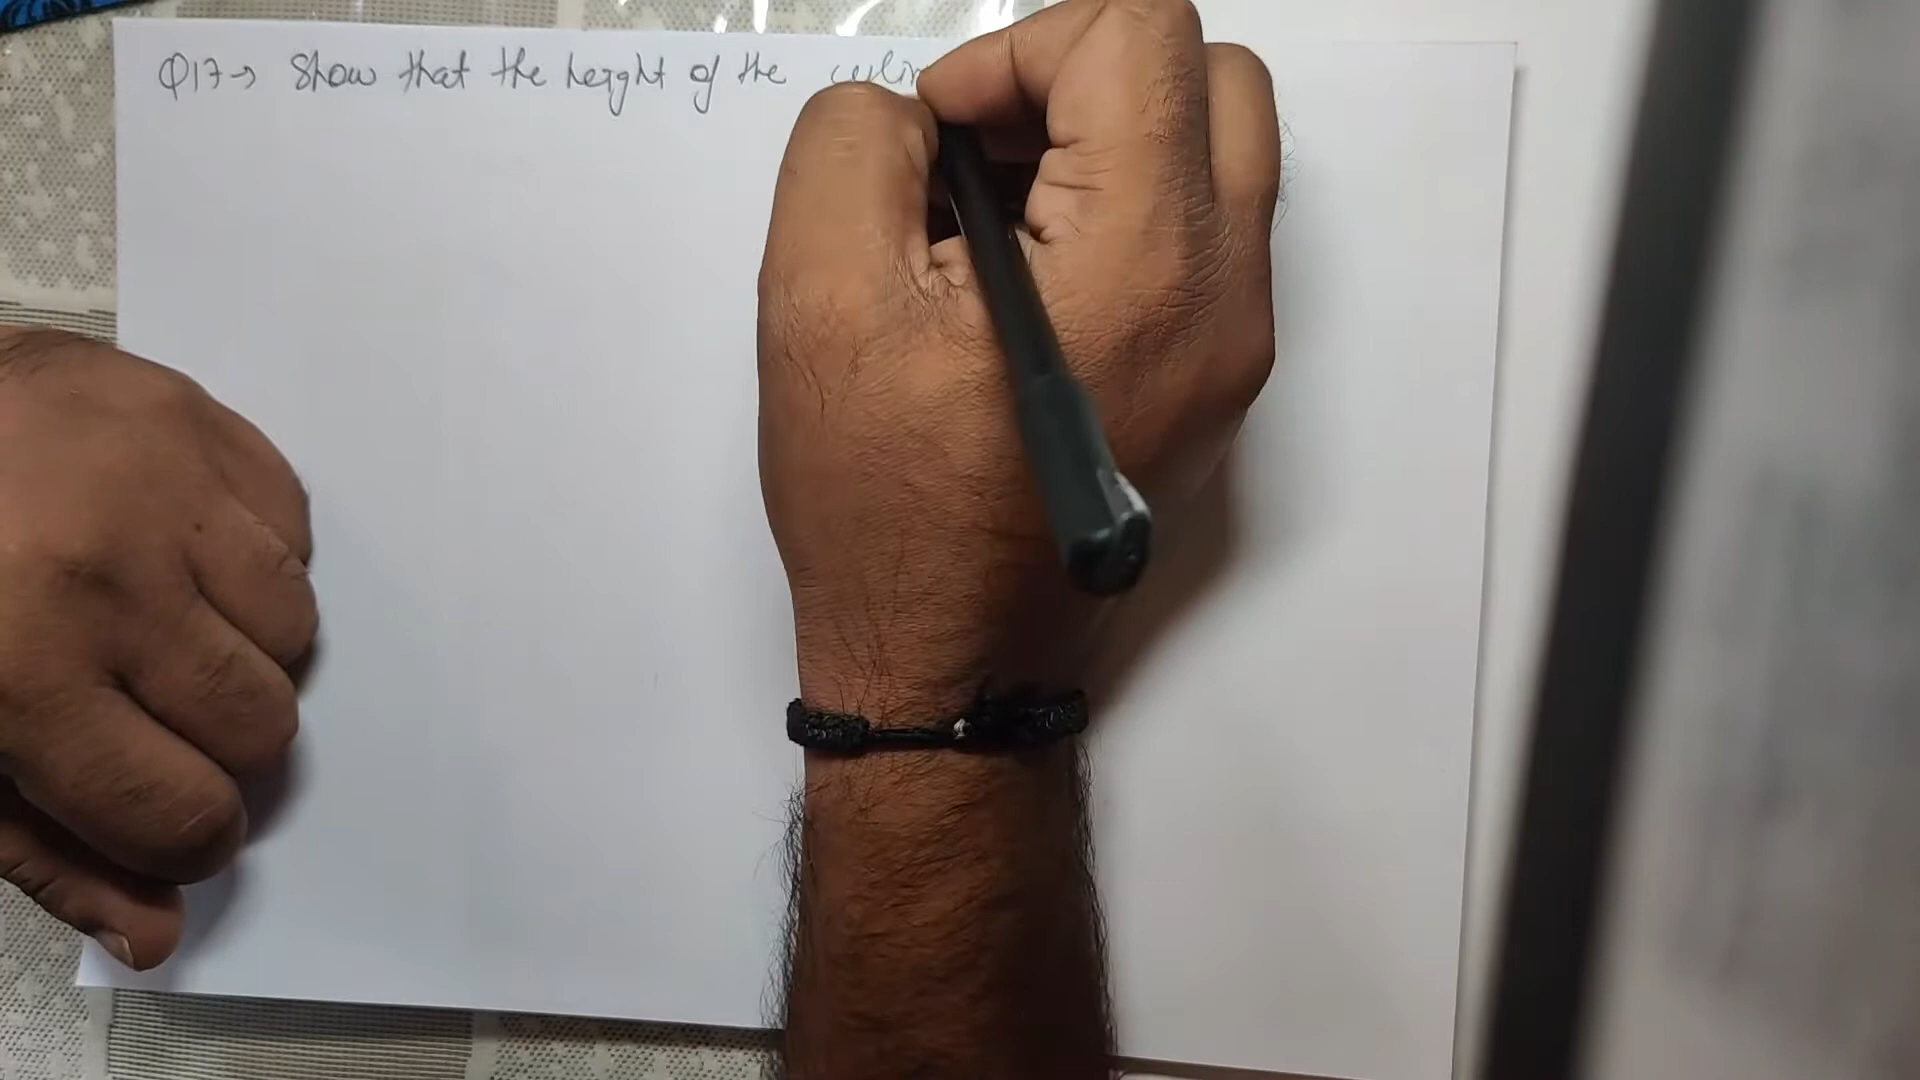 Q17→ Show that the height of the